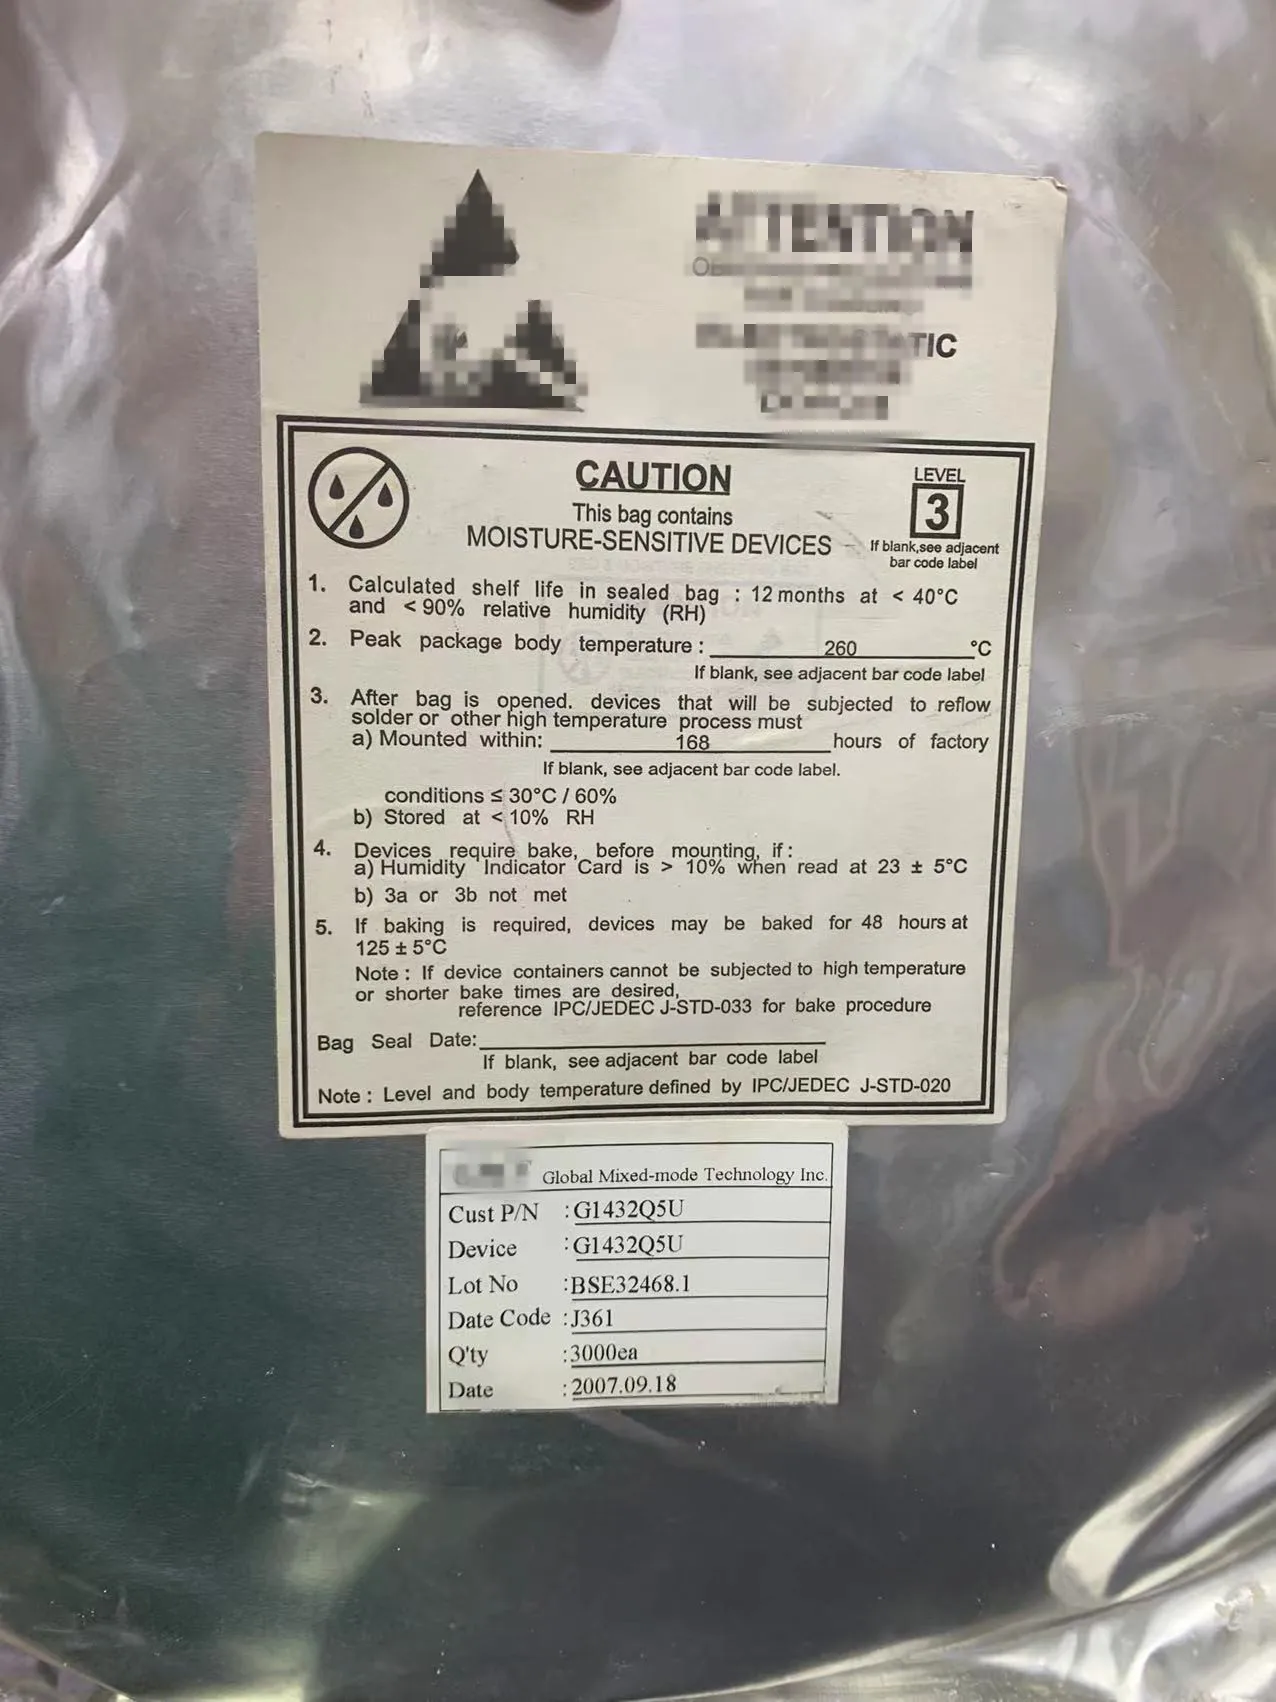 TIC
CAUTION
This bag contains
MOISTURE-SENSITIVE DEVICES
LEVEL
3
If blank,see adjacent
bar code label
1. Calculated shelf life in sealed bag : 12 months at < 40°C
and < 90% relative humidity (RH)
2. Peak package body temperature : 260 °C
If blank, see adjacent bar code label
3. After bag is opened. devices that will be subjected to reflow
solder or other high temperature process must
a) Mounted within: 168 hours of factory
If blank, see adjacent bar code label.
conditions ≤ 30°C / 60%
b) Stored at < 10% RH
4. Devices require bake, before mounting, if :
a) Humidity Indicator Card is > 10% when read at 23 ± 5°C
b) 3a or 3b not met
5. If baking is required, devices may be baked for 48 hours at
125 ± 5°C
Note : If device containers cannot be subjected to high temperature
or shorter bake times are desired,
reference IPC/JEDEC J-STD-033 for bake procedure
Bag Seal Date:
If blank, see adjacent bar code label
Note : Level and body temperature defined by IPC/JEDEC J-STD-020
Global Mixed-mode Technology Inc.
Cust P/N :G1432Q5U
Device :G1432Q5U
Lot No :BSE32468.1
Date Code :J361
Q'ty :3000ea
Date :2007.09.18